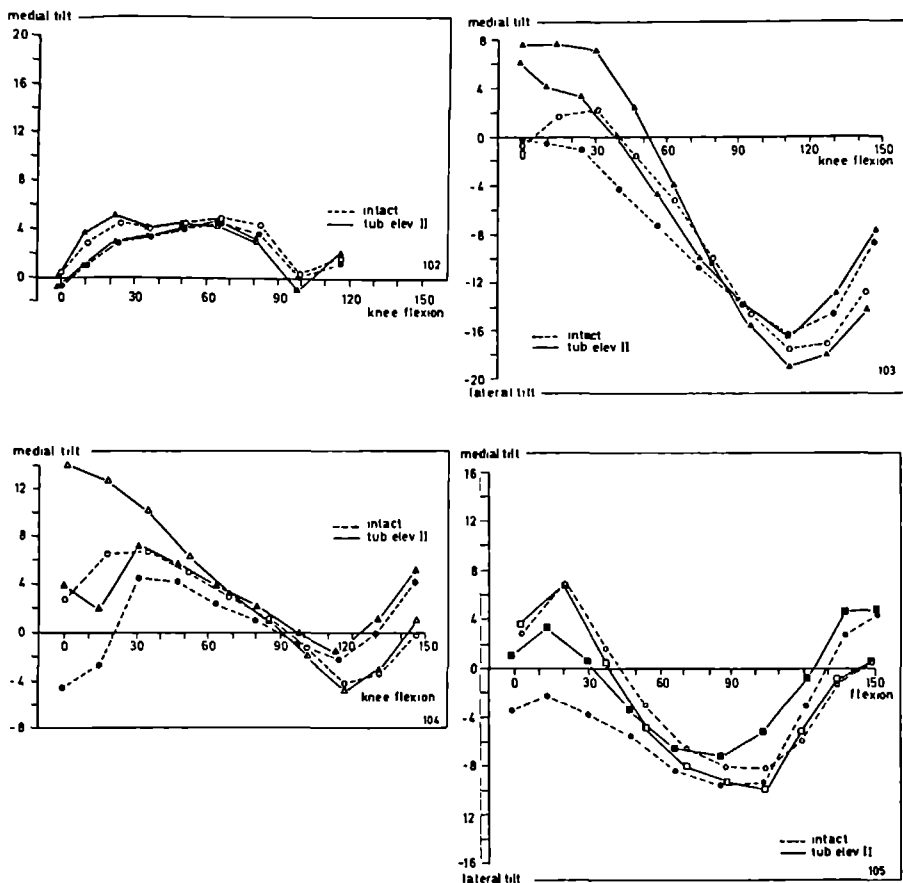 medial tilt
20
16
12
8
4
0
intact
tub elev II
102
0 30 60 90 120 150
knee flexion
medial tilt
8
4
0
30 60 90 120 150
knee flexion
-4
-8
-12
-16
-20
intact
tub elev II
103
lateral tilt
medial tilt
12
8
4
0
-4
-8
intact
tub elev II
0 30 60 90 120 150
knee flexion
104
medial tilt
16
12
8
4
0
-4
-8
-12
-16
0 30 60 90 120 150
flexion
intact
tub elev II
105
lateral tilt